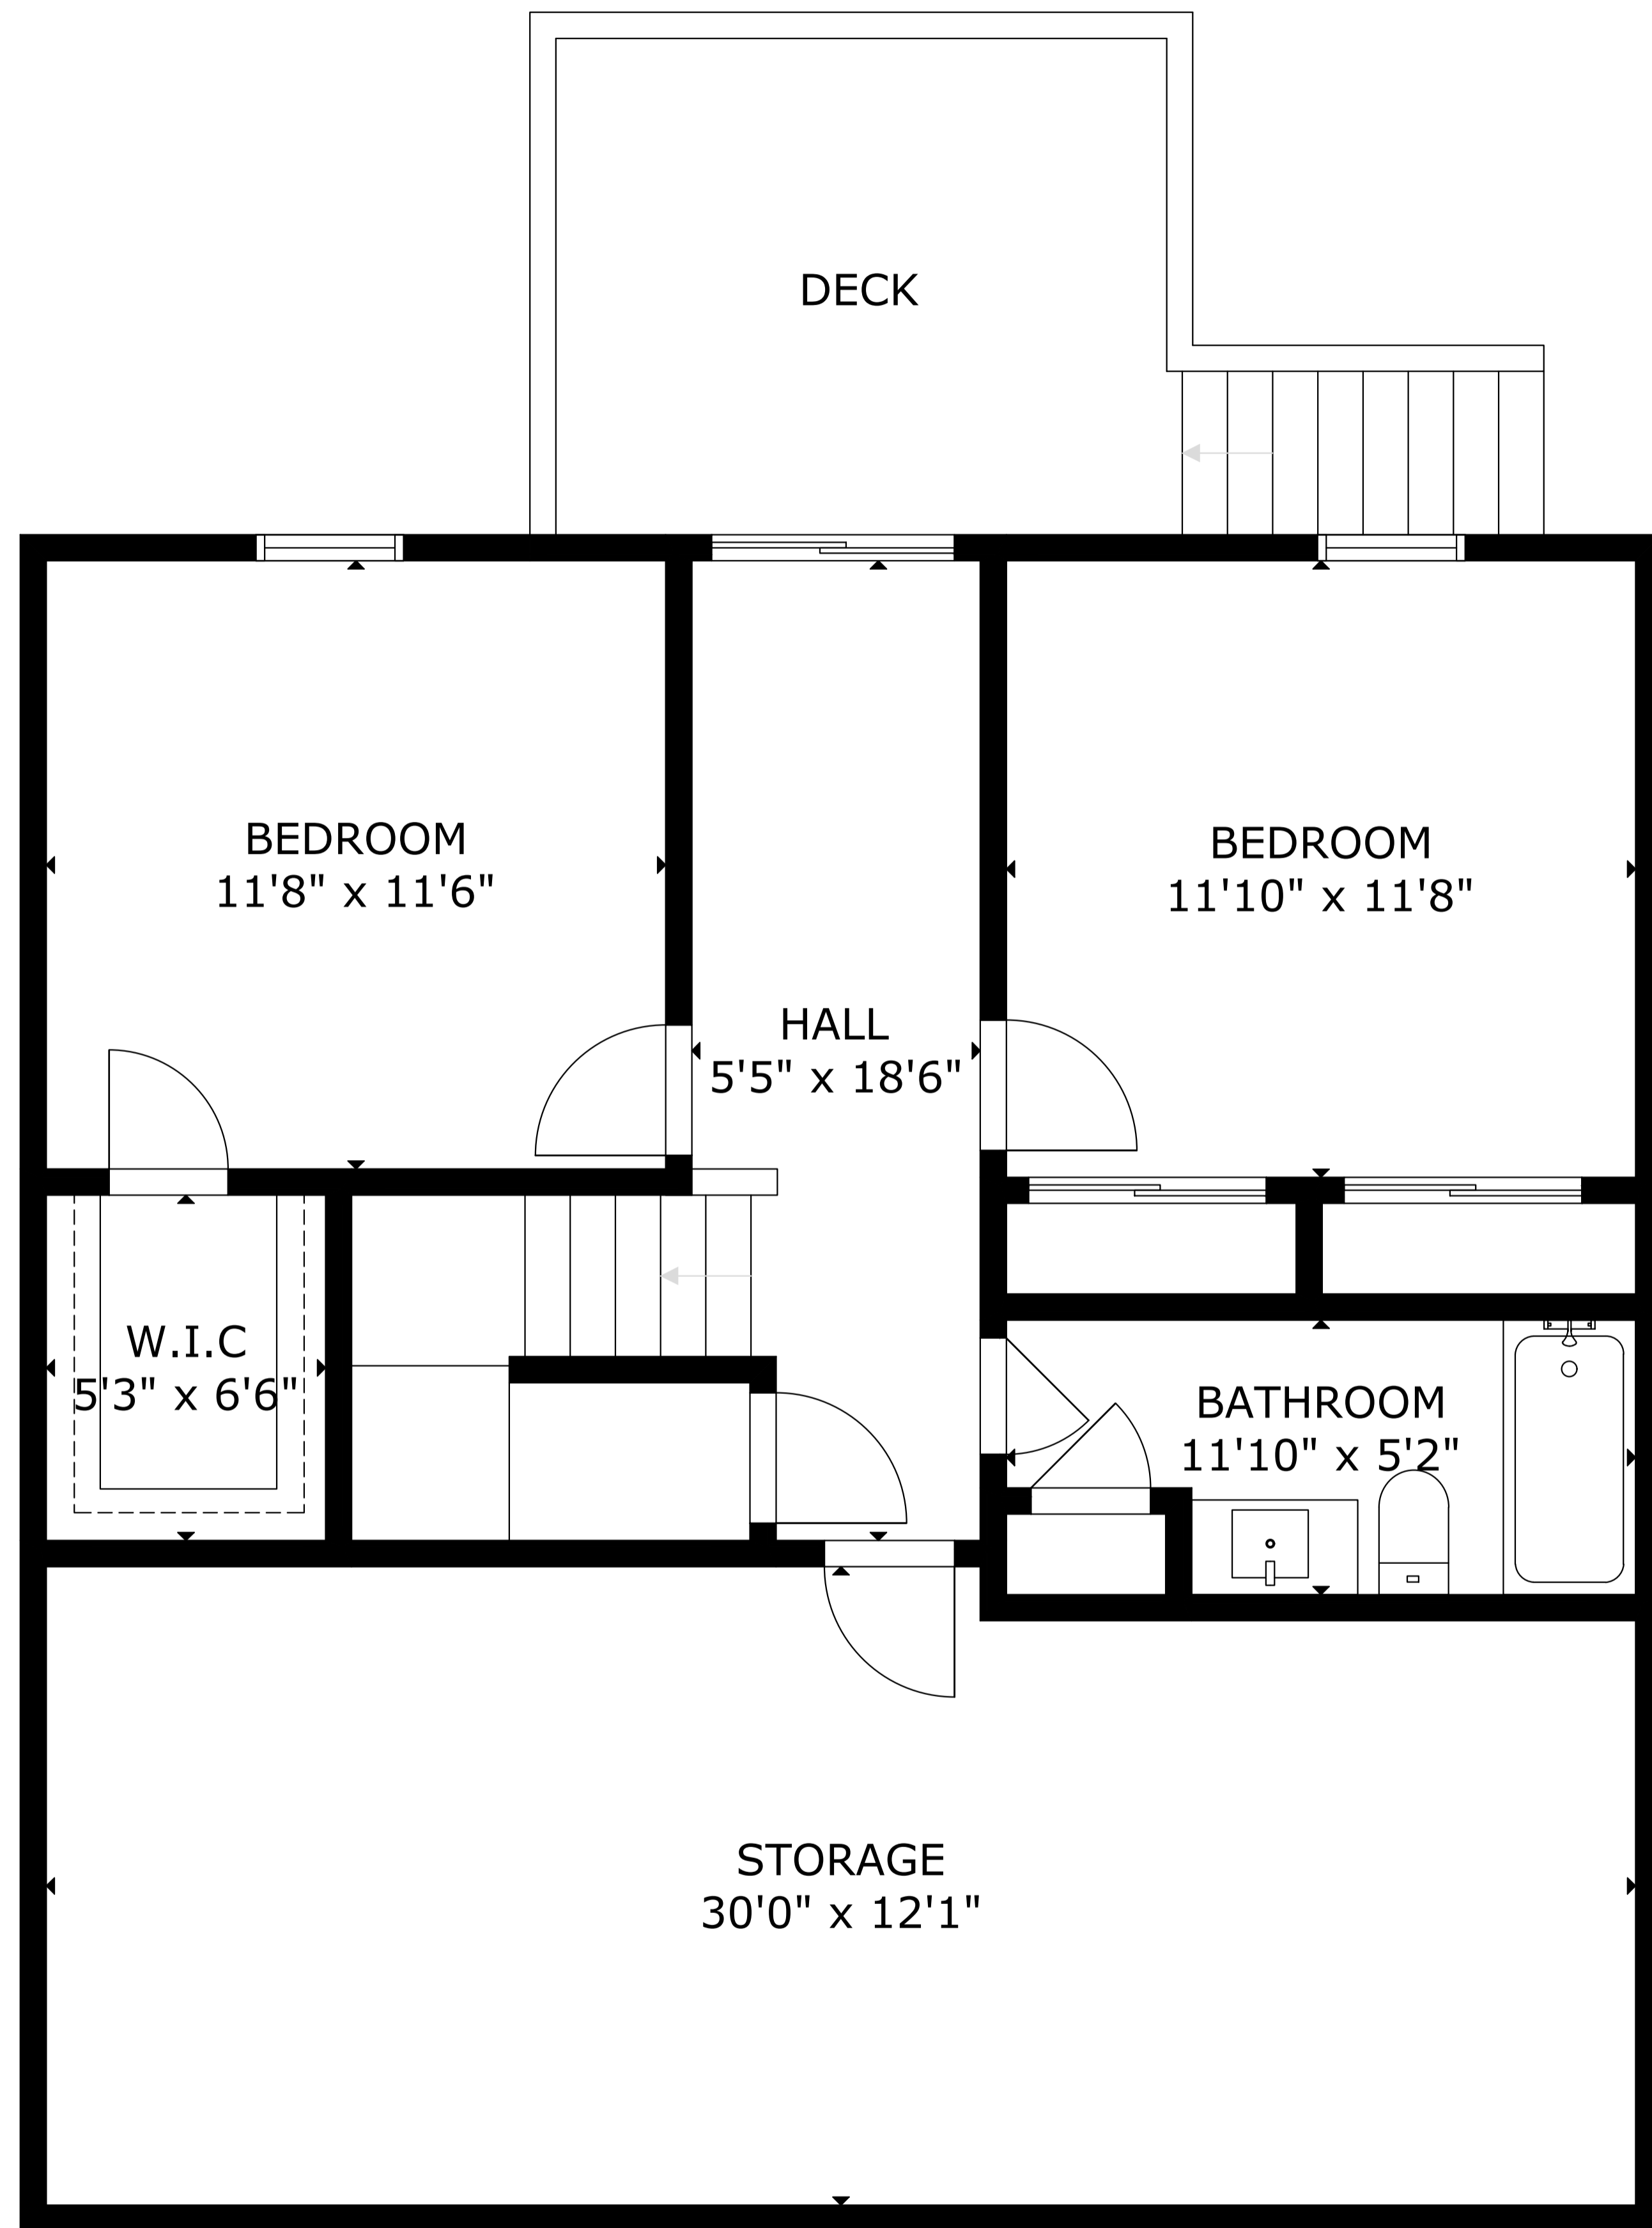 DECK
BEDROOM
11'8" x 11'6"
BEDROOM
11'10" x 11'8"
HALL
5'5" x 18'6"
W.I.C
5'3" x 6'6"
BATHROOM
11'10" x 5'2"
STORAGE
30'0" x 12'1"